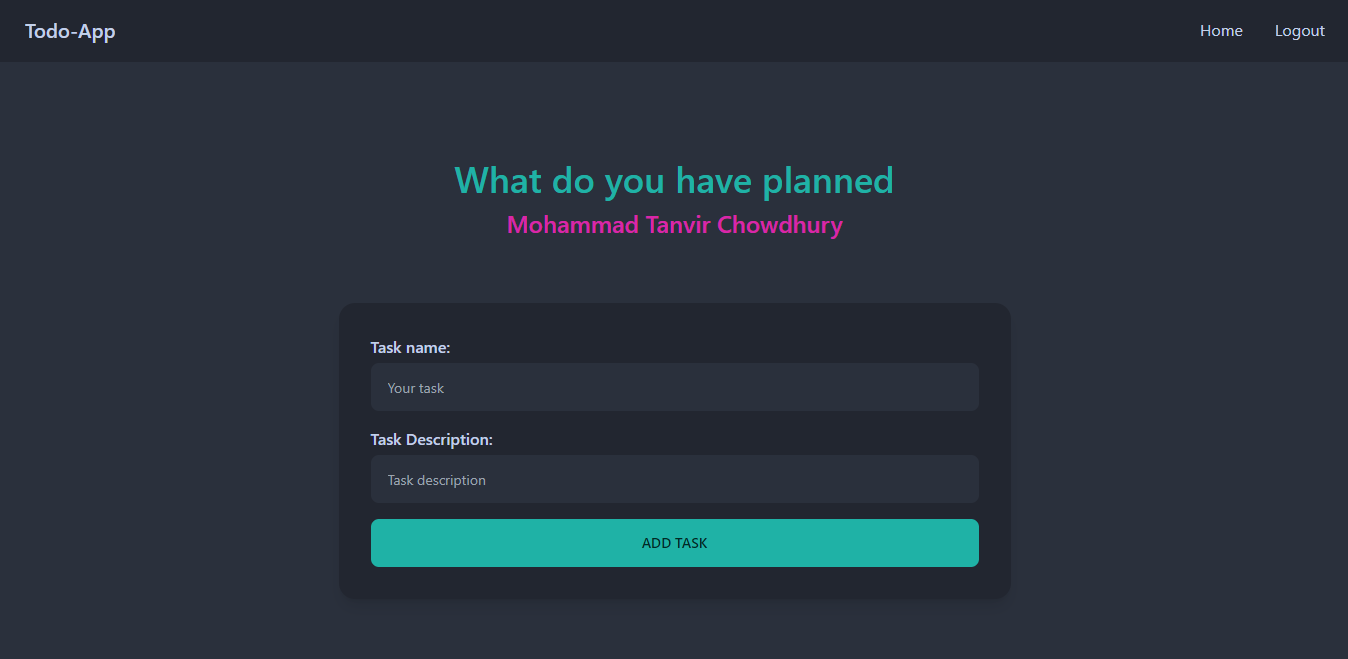 Todo-App
Home
Logout
What do you have planned
Mohammad Tanvir Chowdhury
Task name:
Your task
Task Description:
Task description
ADD TASK